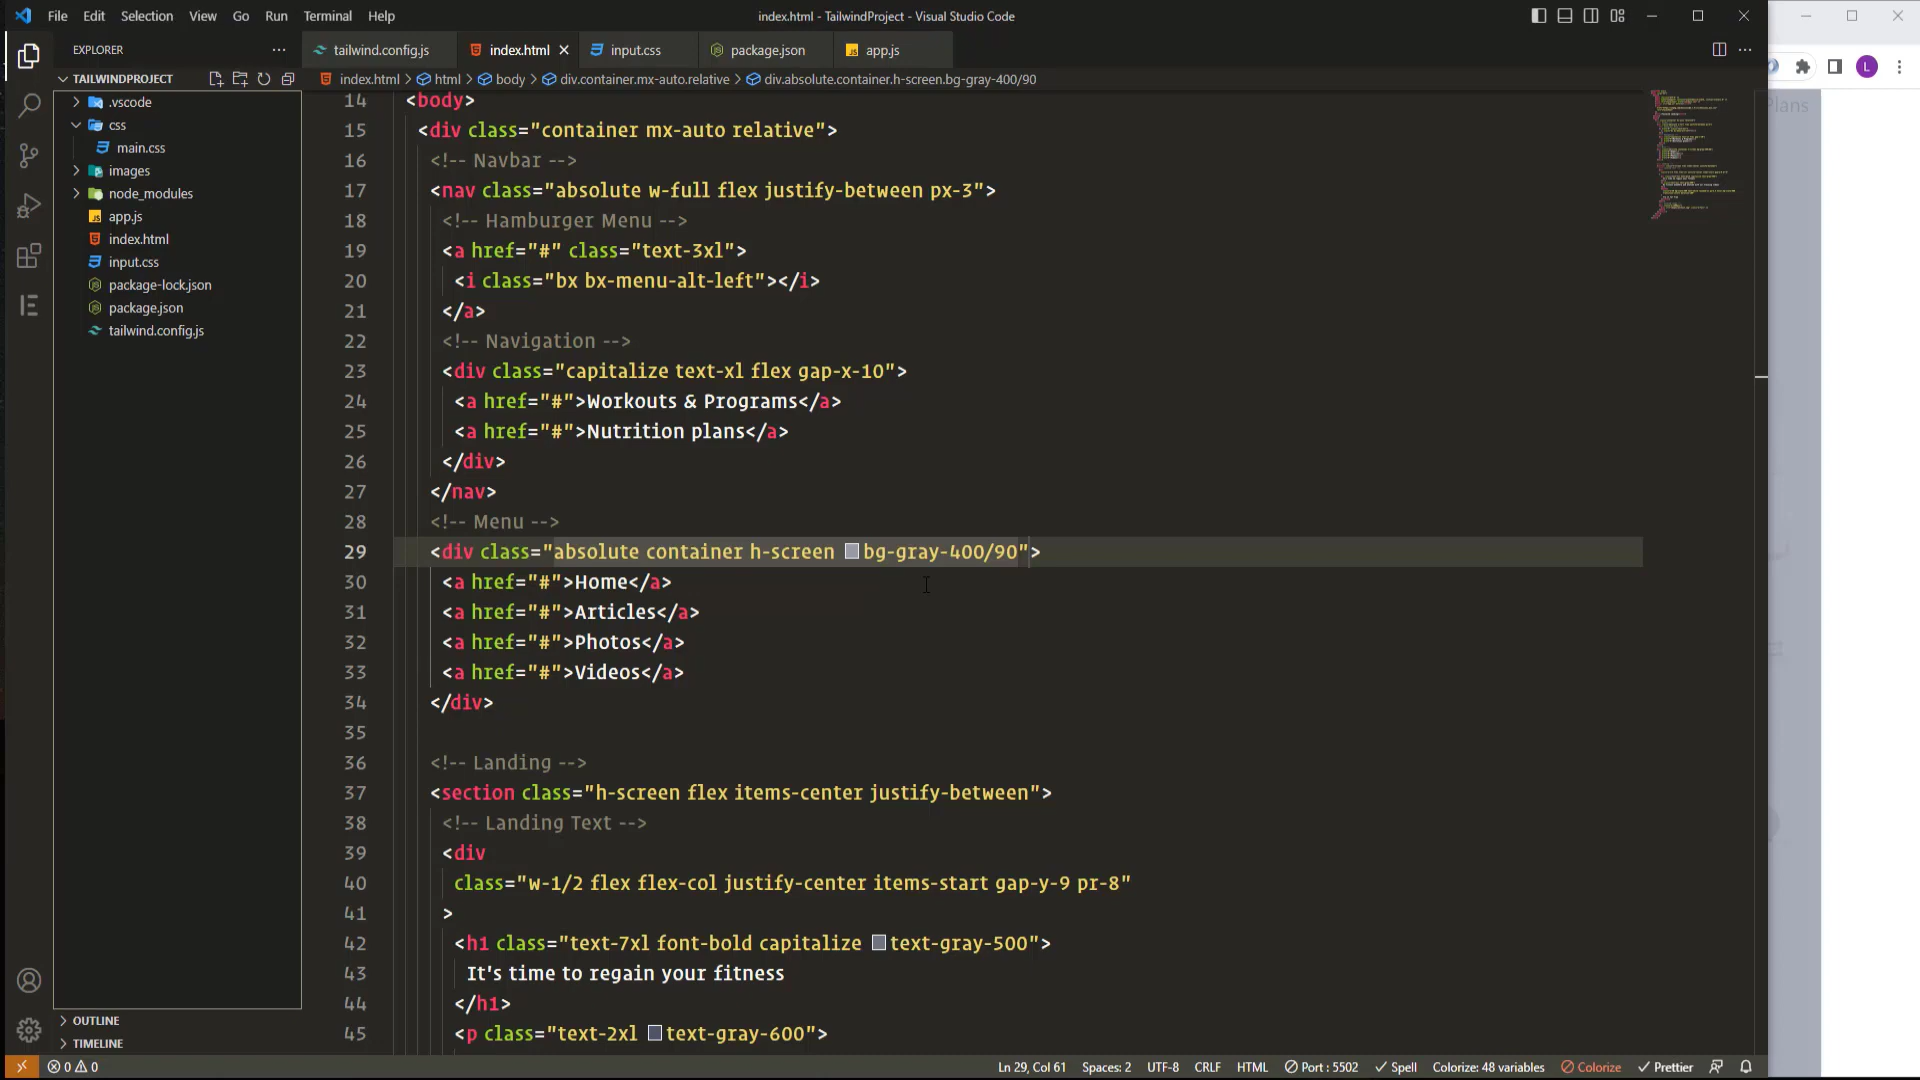 File Edit Selection View Go Run Terminal Help
index.html - TailwindProject - Visual Studio Code
EXPLORER
tailwind.config.js index.html input.css package.json app.js
TAILWINDPROJECT
index.html > html > body > div.container.mx-auto.relative > div.absolute.container.h-screen.bg-gray-400/90
.vscode
css
main.css
images
node_modules
app.js
index.html
input.css
package-lock.json
package.json
tailwind.config.js
OUTLINE
TIMELINE
14 <body>
15 <div class="container mx-auto relative">
16 <!-- Navbar -->
17 <nav class="absolute w-full flex justify-between px-3">
18 <!-- Hamburger Menu -->
19 <a href="#" class="text-3xl">
20 <i class="bx bx-menu-alt-left"></i>
21 </a>
22 <!-- Navigation -->
23 <div class="capitalize text-xl flex gap-x-10">
24 <a href="#">Workouts & Programs</a>
25 <a href="#">Nutrition plans</a>
26 </div>
27 </nav>
28 <!-- Menu -->
29 <div class="absolute container h-screen bg-gray-400/90">
30 <a href="#">Home</a>
31 <a href="#">Articles</a>
32 <a href="#">Photos</a>
33 <a href="#">Videos</a>
34 </div>
35
36 <!-- Landing -->
37 <section class="h-screen flex items-center justify-between">
38 <!-- Landing Text -->
39 <div
40 class="w-1/2 flex flex-col justify-center items-start gap-y-9 pr-8"
41 >
42 <h1 class="text-7xl font-bold capitalize text-gray-500">
43 It's time to regain your fitness
44 </h1>
45 <p class="text-2xl text-gray-600">
L
Plans
0 0
Ln 29, Col 61 Spaces: 2 UTF-8 CRLF HTML Port : 5502 Spell Colorize: 48 variables Colorize Prettier